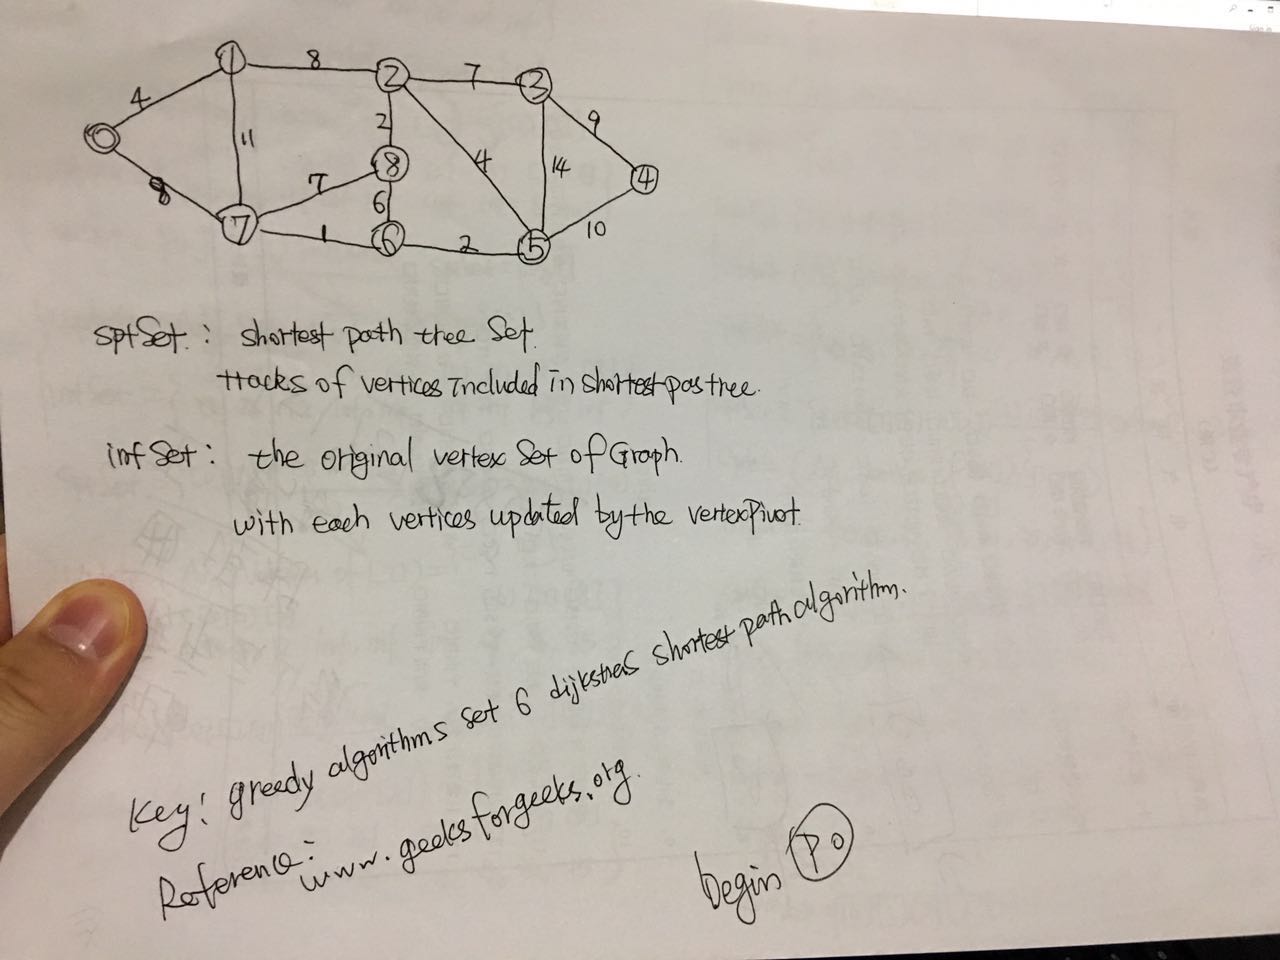 1 8 2 7 3
4 9
0 11 2 4 14 4
8 7 8
7 6 10
1 6 2 5
sptSet: shortest path tree Set.
tracks of vertices included in shortest pas tree.
infSet: the original vertex Set of Graph.
with each vertices updated by the vertexPivot.
Key: greedy algorithms set 6 dijkstras shortest path algorithm.
Reference: www.geeksforgeeks.org.
begin P0